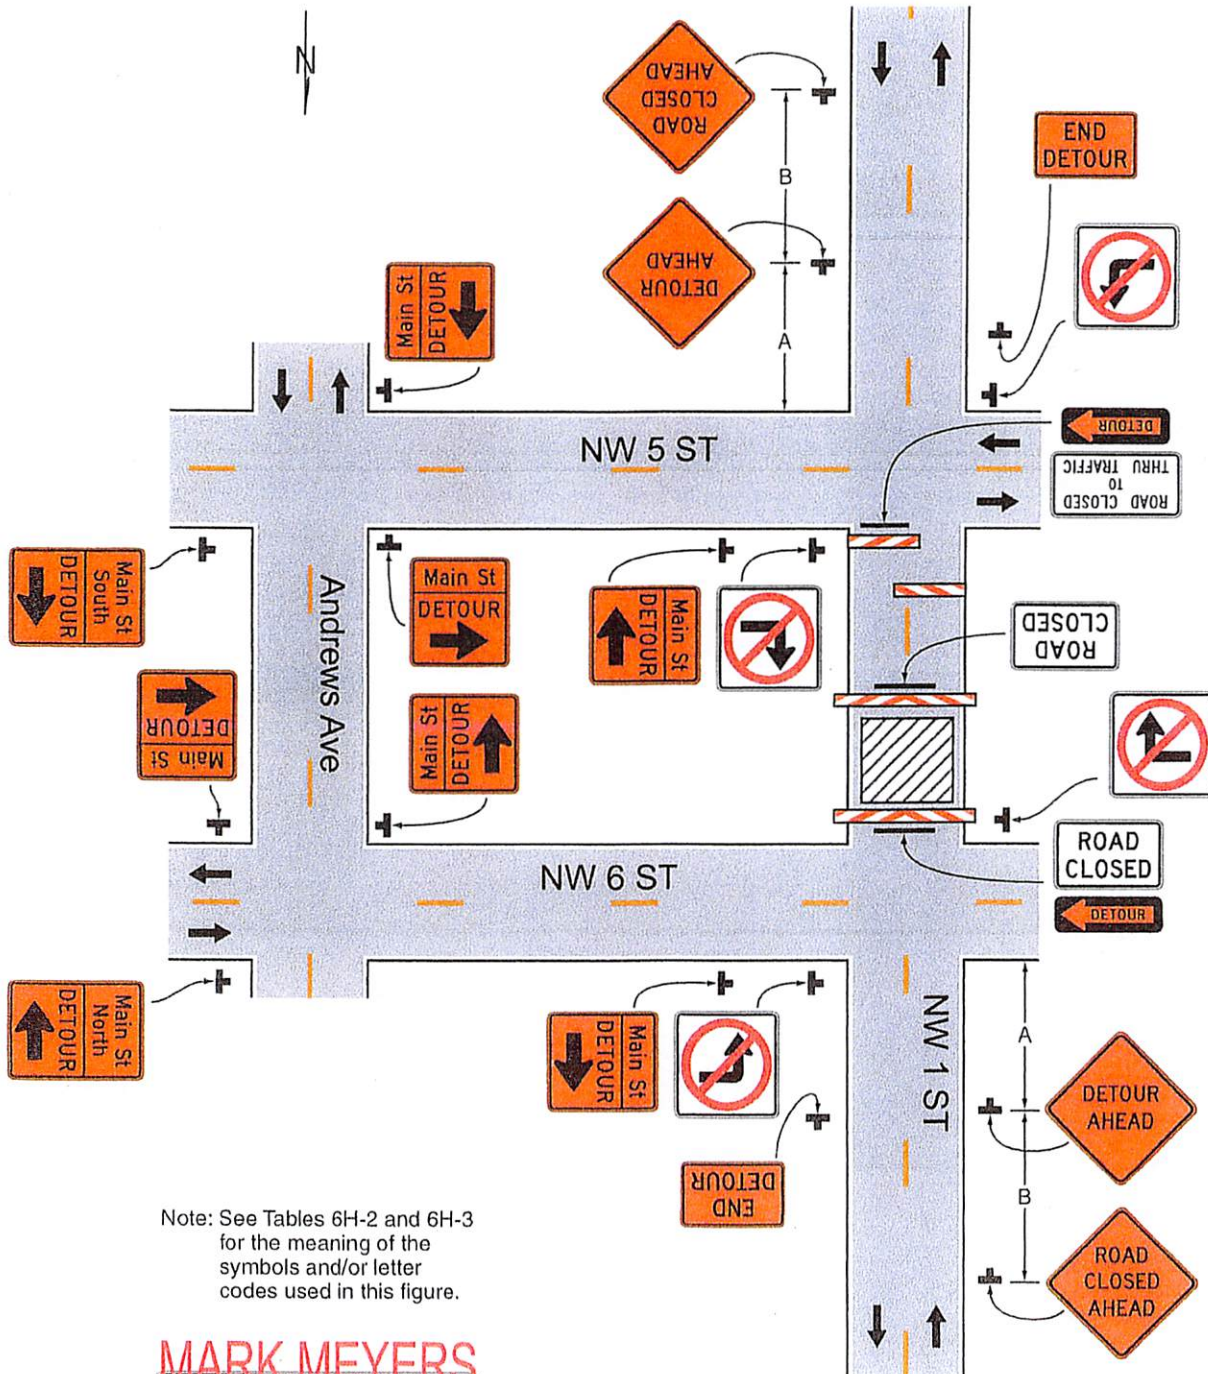 N
ROAD
CLOSED
AHEAD
B
END
DETOUR
DETOUR
AHEAD
Main St
DETOUR
A
DETOUR
ROAD CLOSED
TO
THRU TRAFFIC
NW 5 ST
Main St
South
DETOUR
Main St
DETOUR
Main St
DETOUR
Andrews Ave
ROAD
CLOSED
Main St
DETOUR
Main St
DETOUR
ROAD
CLOSED
NW 6 ST
DETOUR
Main St
North
DETOUR
Main St
DETOUR
NW 1 ST
A
DETOUR
AHEAD
END
DETOUR
B
Note: See Tables 6H-2 and 6H-3
for the meaning of the
symbols and/or letter
codes used in this figure.
ROAD
CLOSED
AHEAD
MARK MEYERS